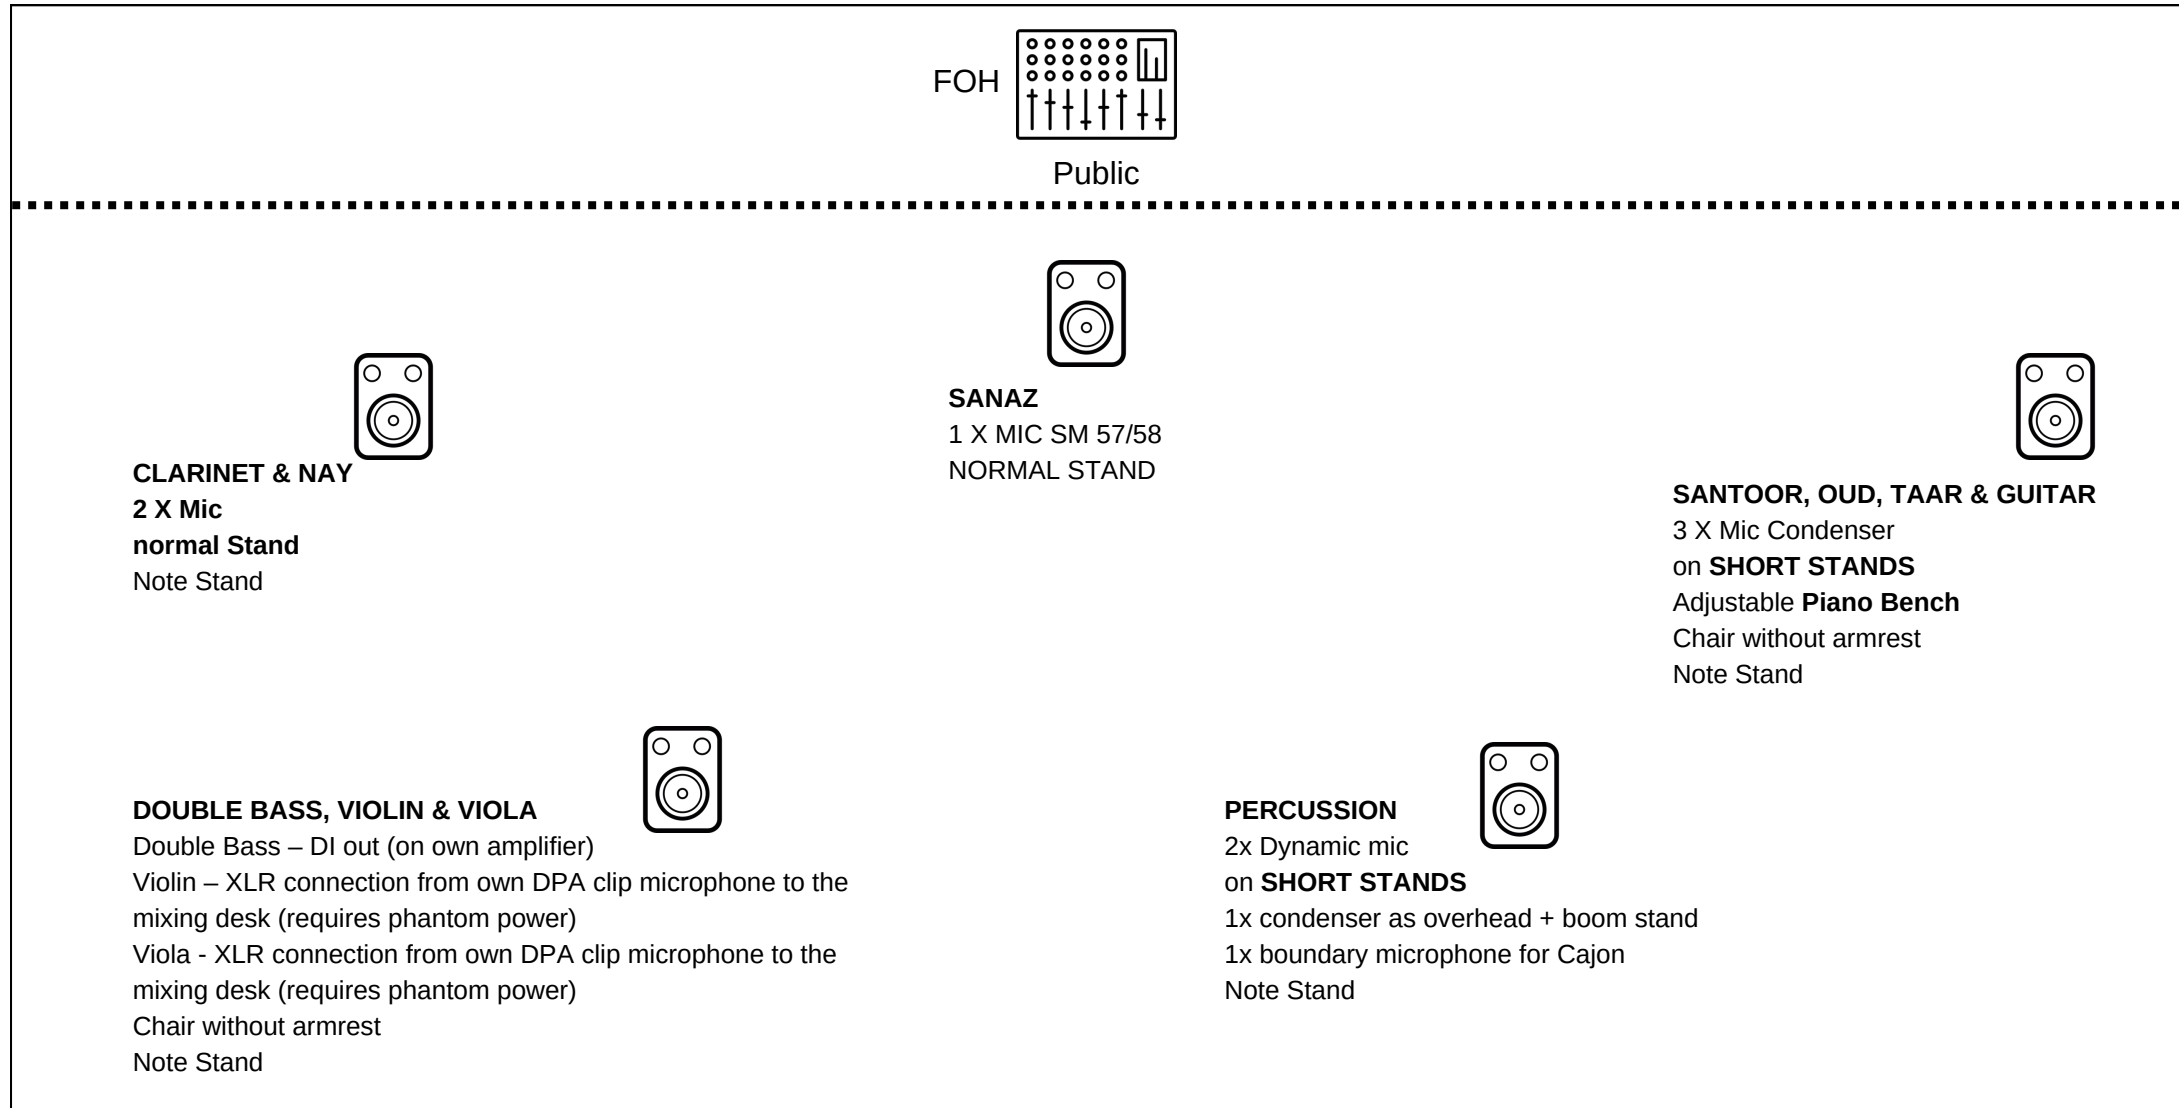 FOH
Public
SANAZ
1 X MIC SM 57/58
NORMAL STAND
CLARINET & NAY
2 X Mic
normal Stand
Note Stand
SANTOOR, OUD, TAAR & GUITAR
3 X Mic Condenser
on SHORT STANDS
Adjustable Piano Bench
Chair without armrest
Note Stand
DOUBLE BASS, VIOLIN & VIOLA
Double Bass – DI out (on own amplifier)
Violin – XLR connection from own DPA clip microphone to the
mixing desk (requires phantom power)
Viola - XLR connection from own DPA clip microphone to the
mixing desk (requires phantom power)
Chair without armrest
Note Stand
PERCUSSION
2x Dynamic mic
on SHORT STANDS
1x condenser as overhead + boom stand
1x boundary microphone for Cajon
Note Stand